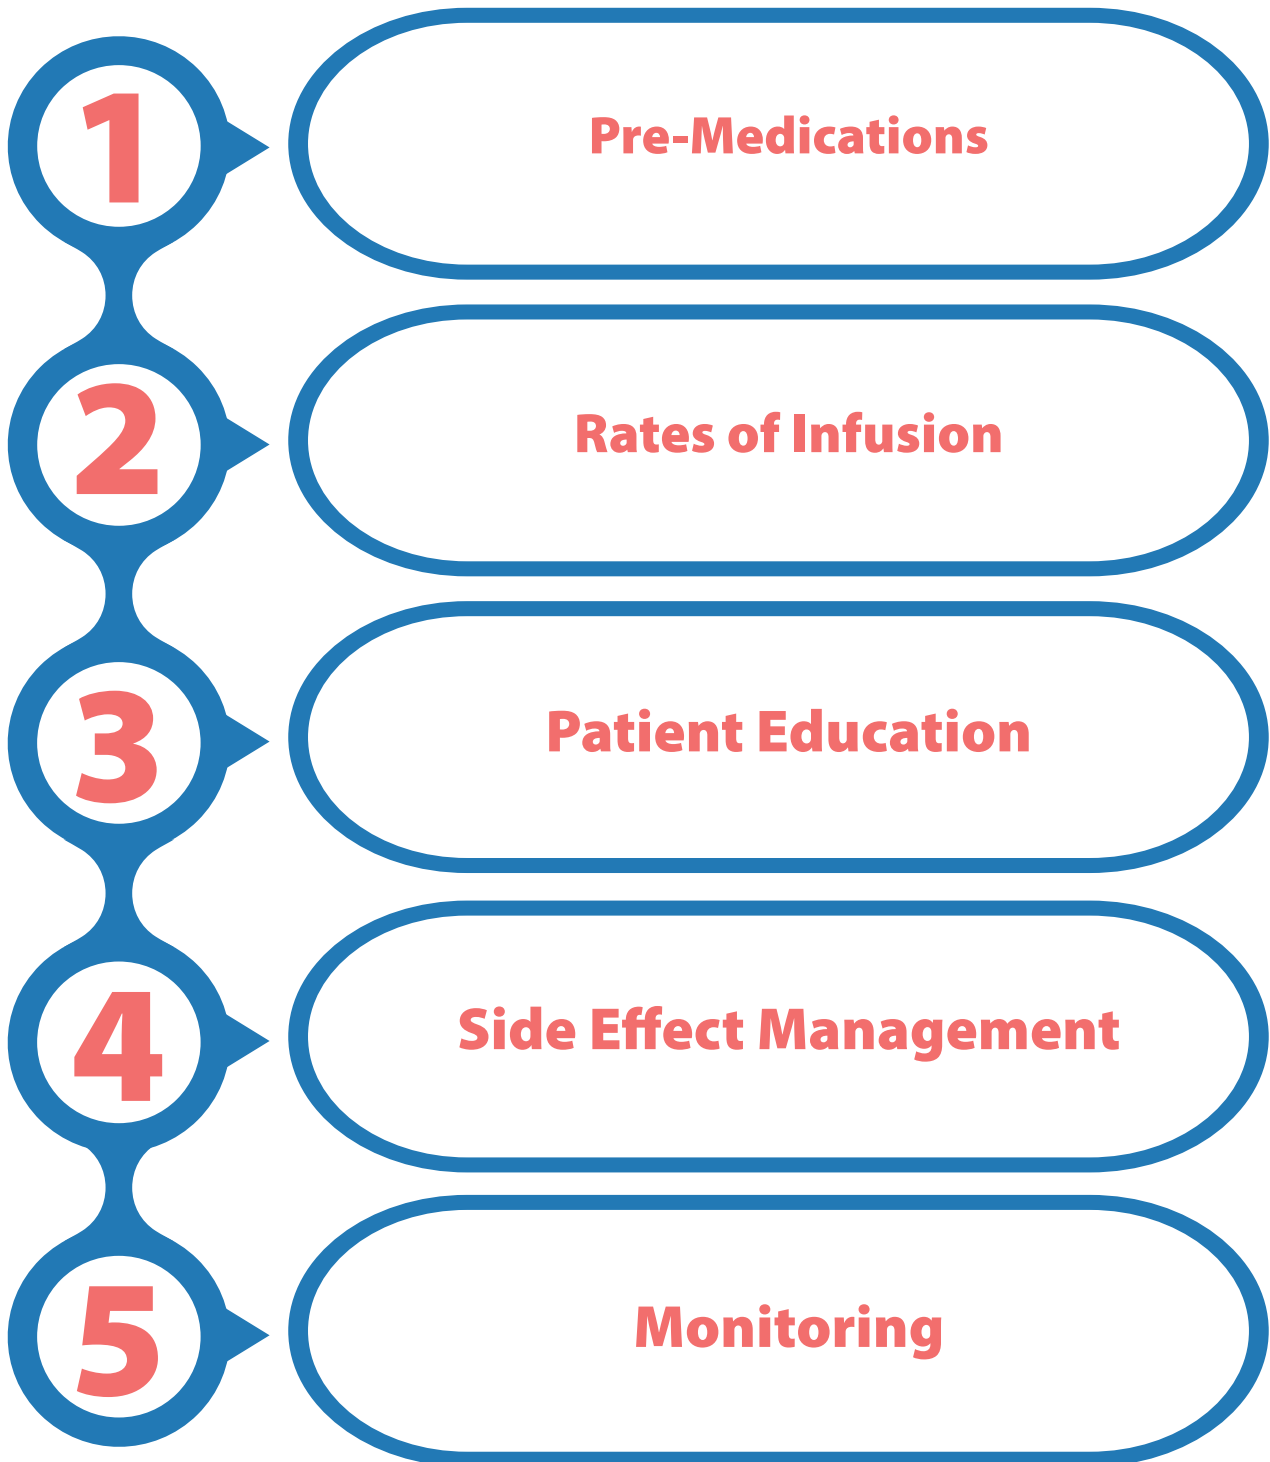 1
Pre-Medications
2
Rates of Infusion
3
Patient Education
4
Side Effect Management
5
Monitoring